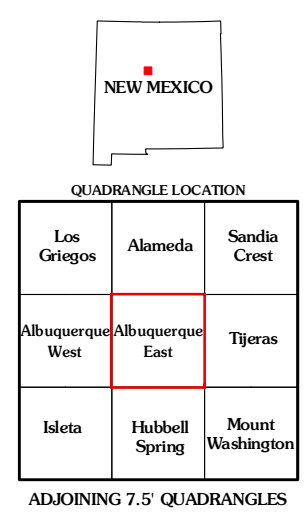 NEW MEXICO
QUADRANGLE LOCATION
Los
Griegos
Alameda
Sandia
Crest
Albuquerque
West
Albuquerque
East
Tijeras
Isleta
Hubbell
Spring
Mount
Washington
ADJOINING 7.5' QUADRANGLES